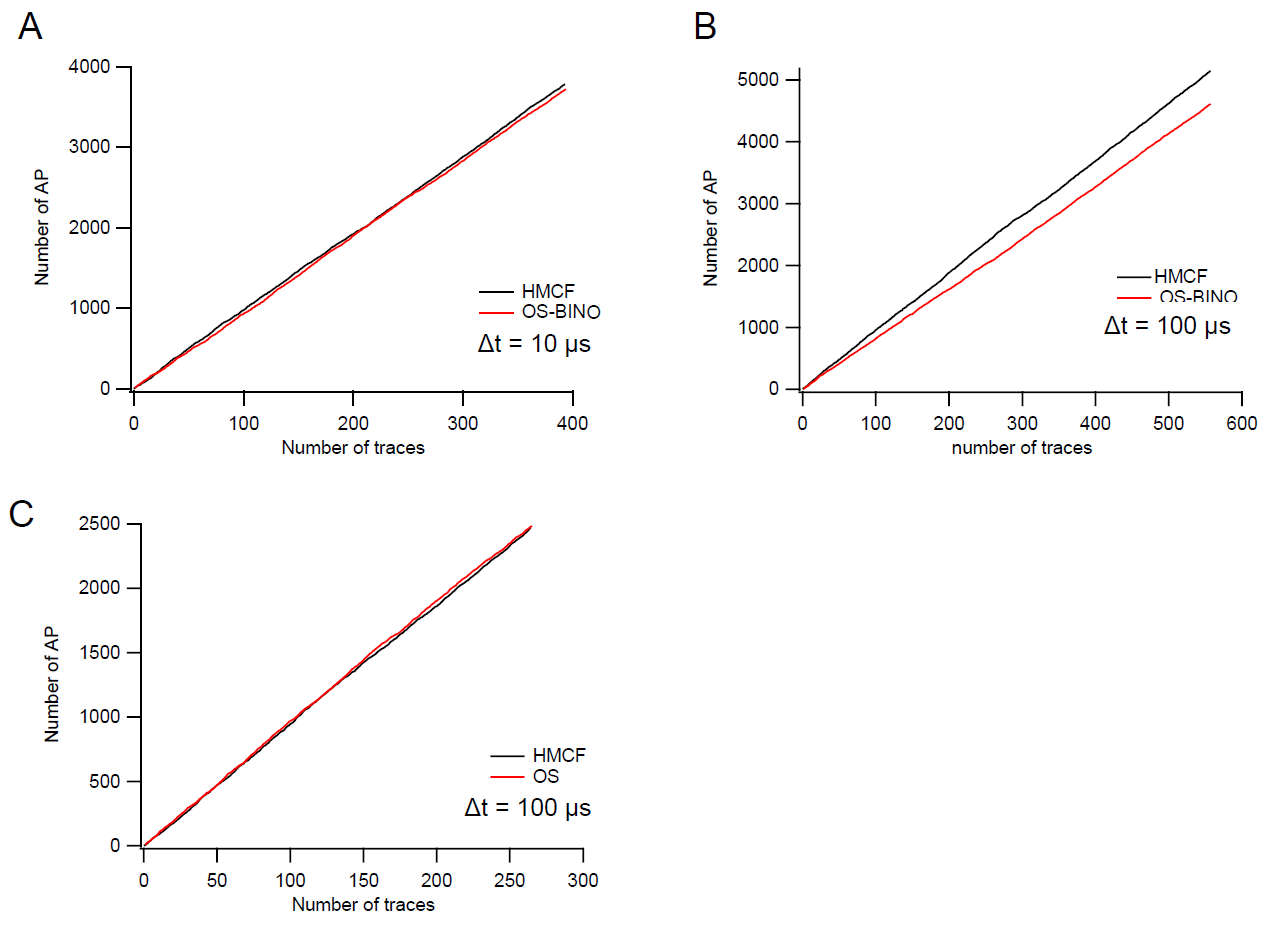 A
4000
3000
2000
1000
0
Number of AP
0 100 200 300 400
Number of traces
HMCF
OS-BINO
Δt = 10 μs
B
5000
4000
3000
2000
1000
0
Number of AP
0 100 200 300 400 500 600
number of traces
HMCF
OS-BINO
Δt = 100 μs
C
2500
2000
1500
1000
500
0
Number of AP
0 50 100 150 200 250 300
Number of traces
HMCF
OS
Δt = 100 μs